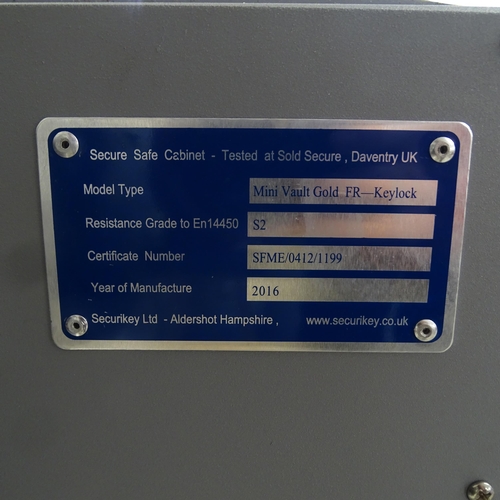 Secure Safe Cabinet - Tested at Sold Secure , Daventry UK
Model Type Mini Vault Gold FR—Keylock
Resistance Grade to En14450 S2
Certificate Number SFME/0412/1199
Year of Manufacture 2016
Securikey Ltd - Aldershot Hampshire , www.securikey.co.uk